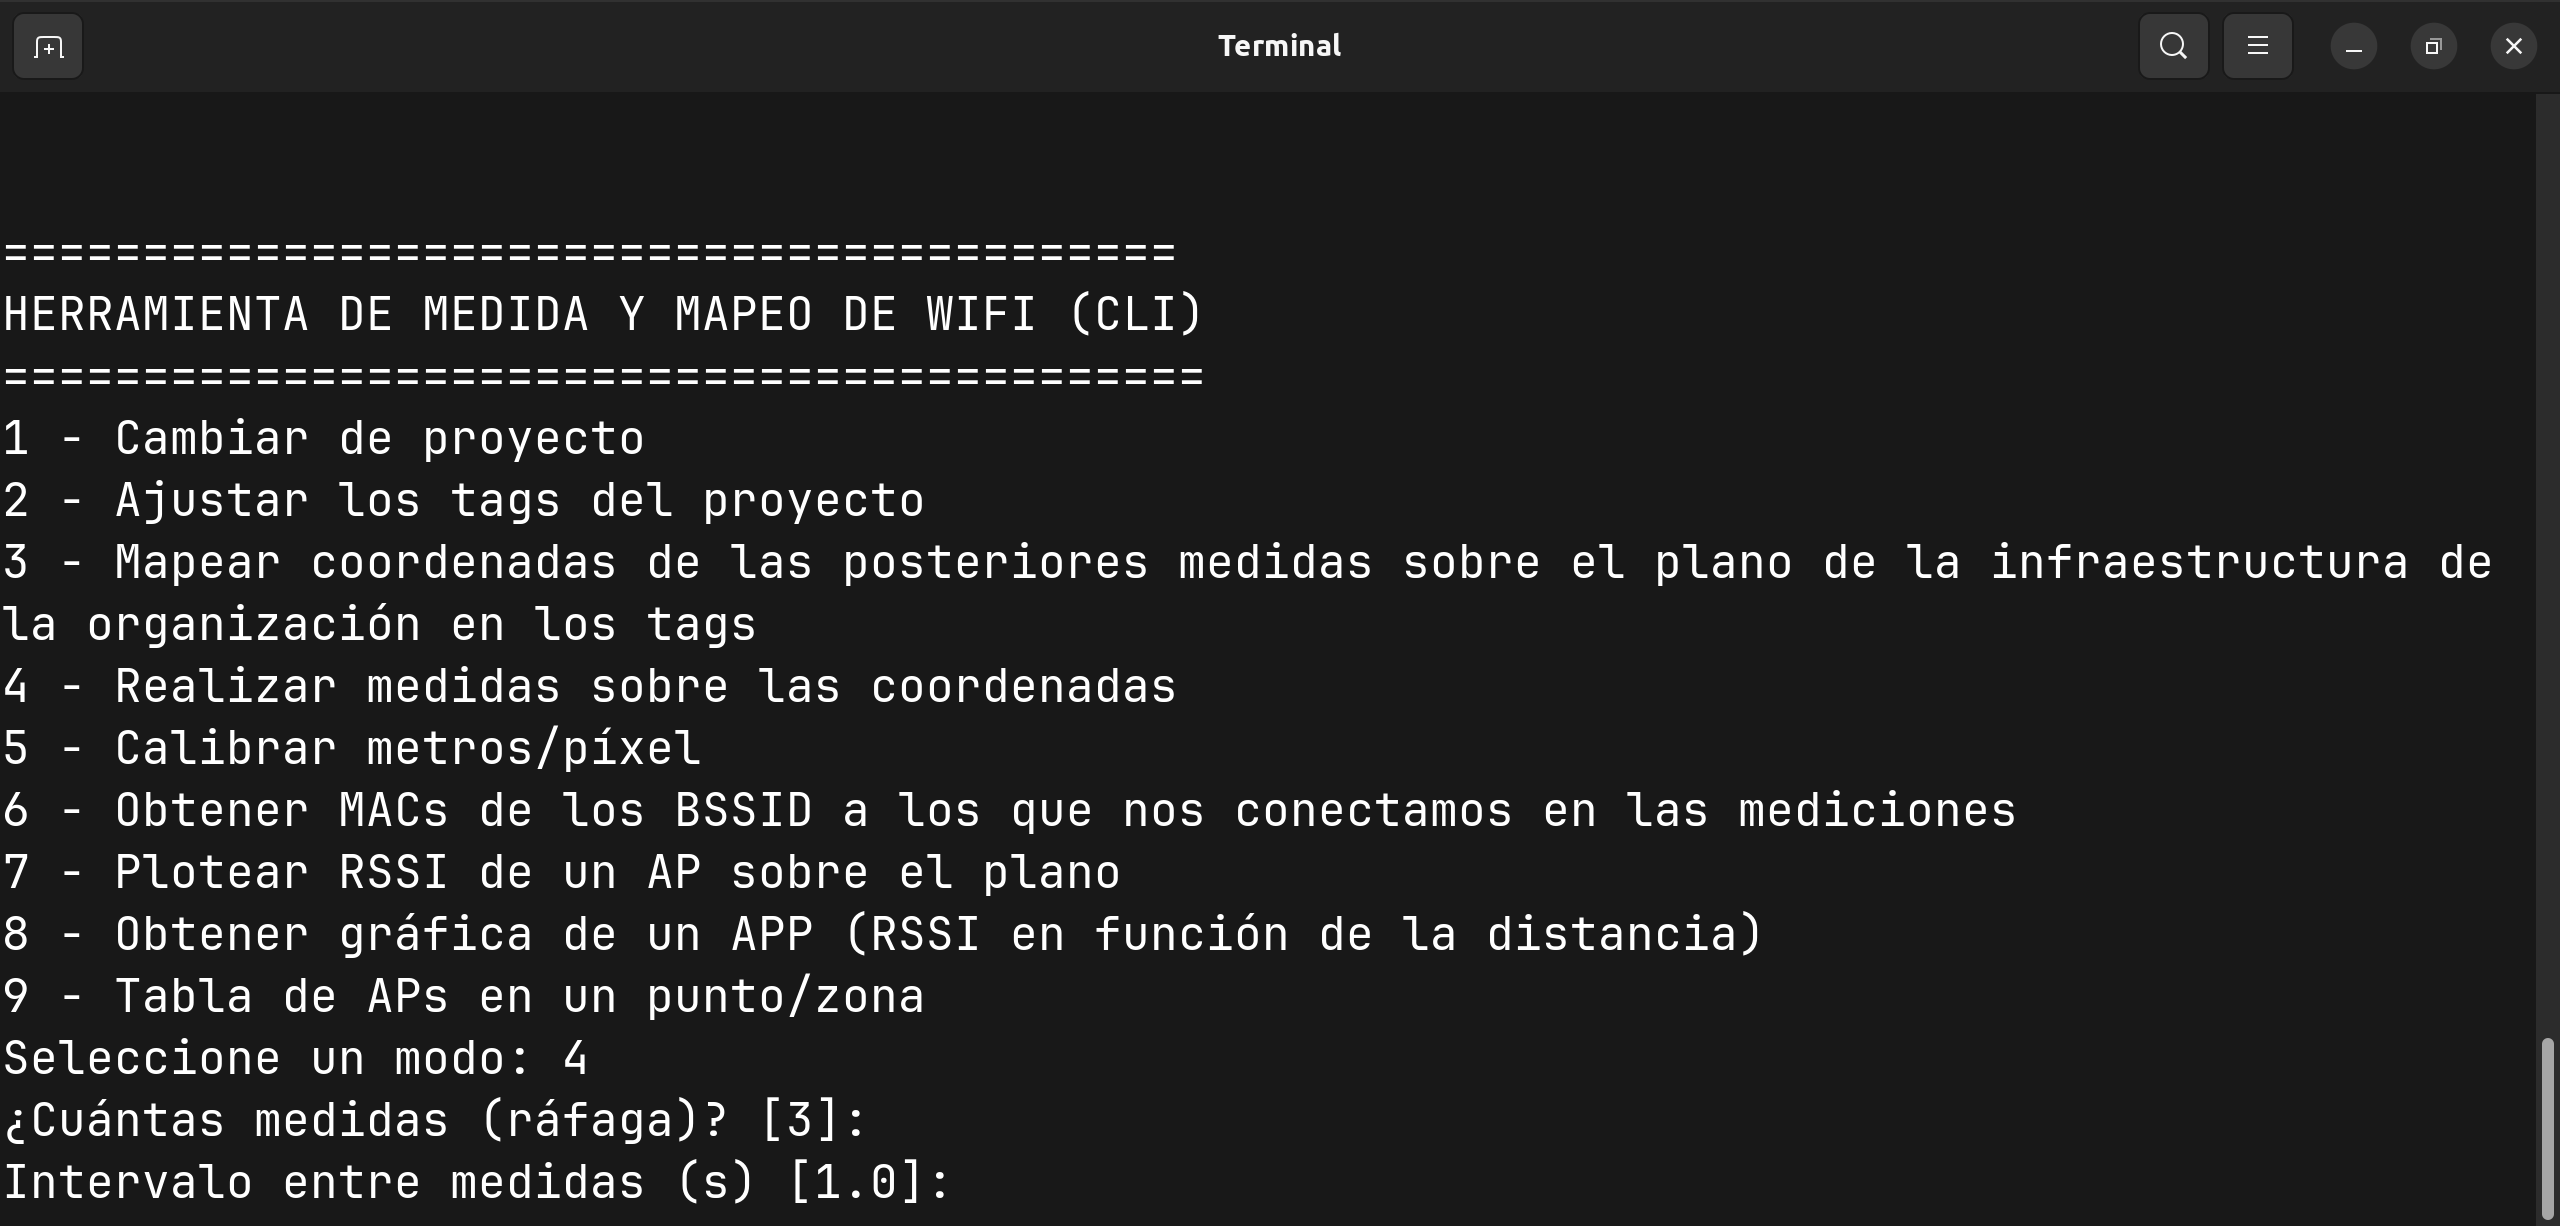 Terminal
==========================================
HERRAMIENTA DE MEDIDA Y MAPEO DE WIFI (CLI)
===========================================
1 - Cambiar de proyecto
2 - Ajustar los tags del proyecto
3 - Mapear coordenadas de las posteriores medidas sobre el plano de la infraestructura de
la organización en los tags
4 - Realizar medidas sobre las coordenadas
5 - Calibrar metros/píxel
6 - Obtener MACs de los BSSID a los que nos conectamos en las mediciones
7 - Plotear RSSI de un AP sobre el plano
8 - Obtener gráfica de un APP (RSSI en función de la distancia)
9 - Tabla de APs en un punto/zona
Seleccione un modo: 4
¿Cuántas medidas (ráfaga)? [3]:
Intervalo entre medidas (s) [1.0]: